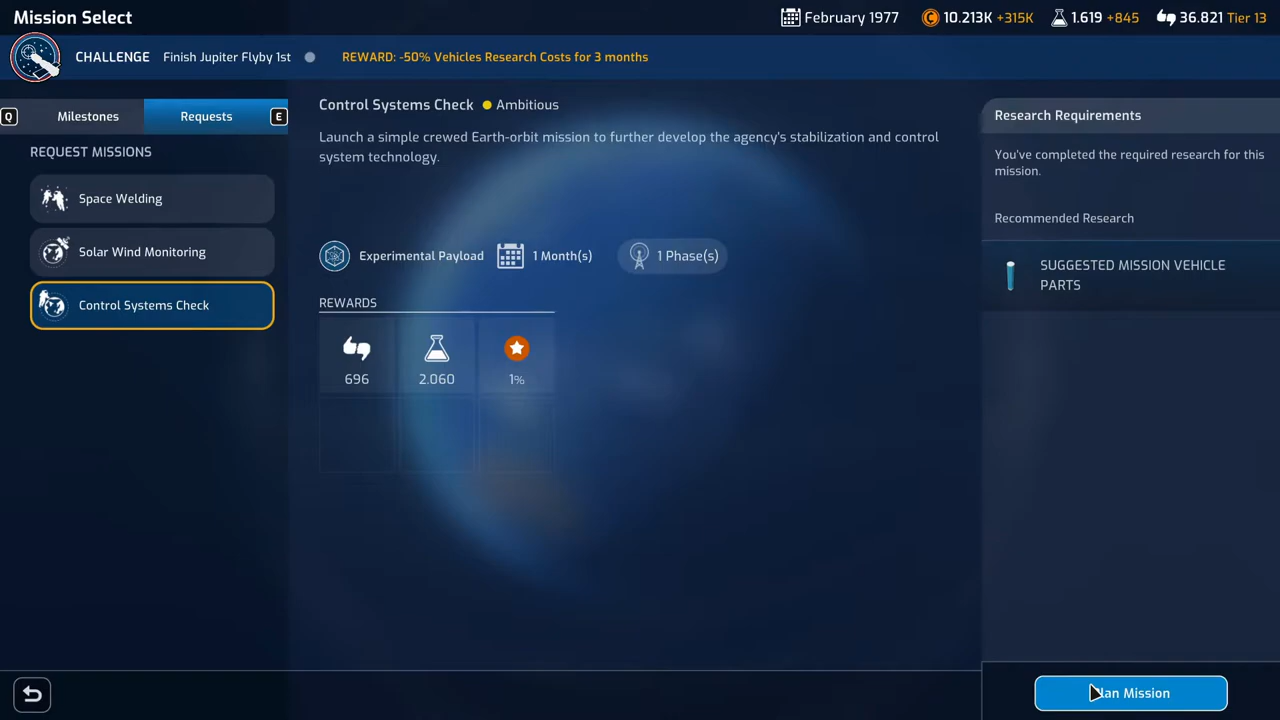 Mission Select
February 1977
10.213K +315K
1.619 +845
36.821 Tier 13
CHALLENGE Finish Jupiter Flyby 1st
REWARD: -50% Vehicles Research Costs for 3 months
Q Milestones Requests E
REQUEST MISSIONS
Space Welding
Solar Wind Monitoring
Control Systems Check
Control Systems Check Ambitious
Launch a simple crewed Earth-orbit mission to further develop the agency's stabilization and control
system technology.
Experimental Payload 1 Month(s) 1 Phase(s)
REWARDS
696 2.060 1%
Research Requirements
You've completed the required research for this
mission.
Recommended Research
SUGGESTED MISSION VEHICLE
PARTS
Mission